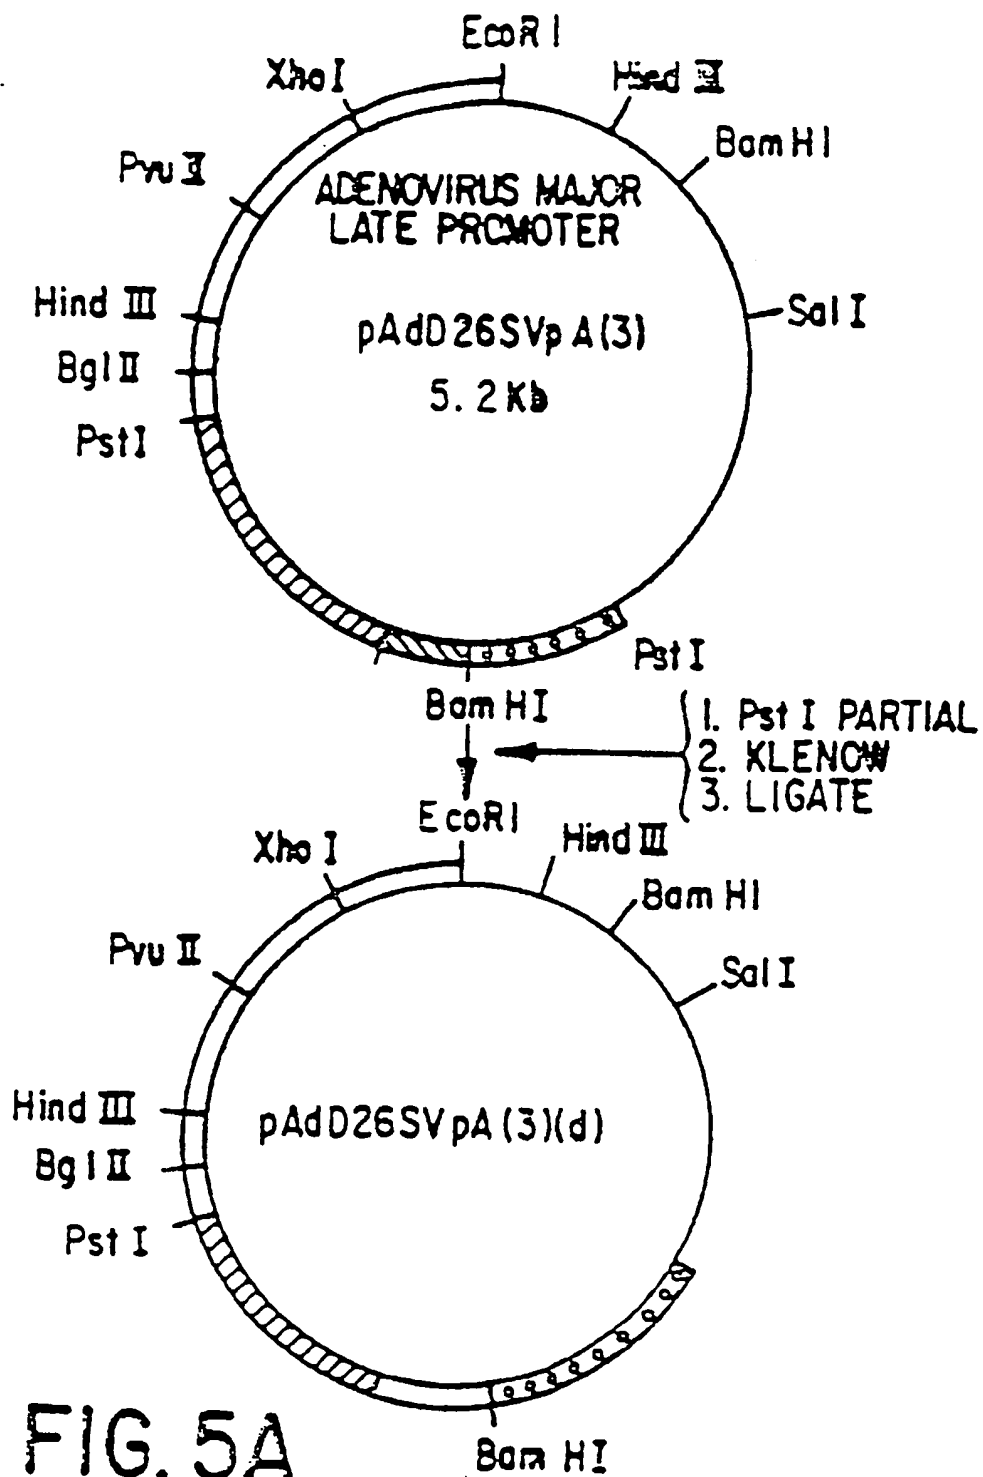 EcoR I
Xho I
Hind III
Bam HI
Pvu II
ADENOVIRUS MAJOR
LATE PROMOTER
Hind III
Sal I
pAdD26SVpA(3)
Bgl II
5.2Kb
Pst I
Pst I
Bam HI
1. Pst I PARTIAL
2. KLENOW
3. LIGATE
EcoRI
Xho I
Hind III
Bam HI
Pvu II
Sal I
Hind III
pAdD26SVpA(3)(d)
Bgl II
Pst I
FIG. 5A
Bam HI